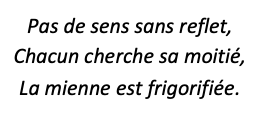 Pas de sens sans reflet,
Chacun cherche sa moitié,
La mienne est frigorifiée.